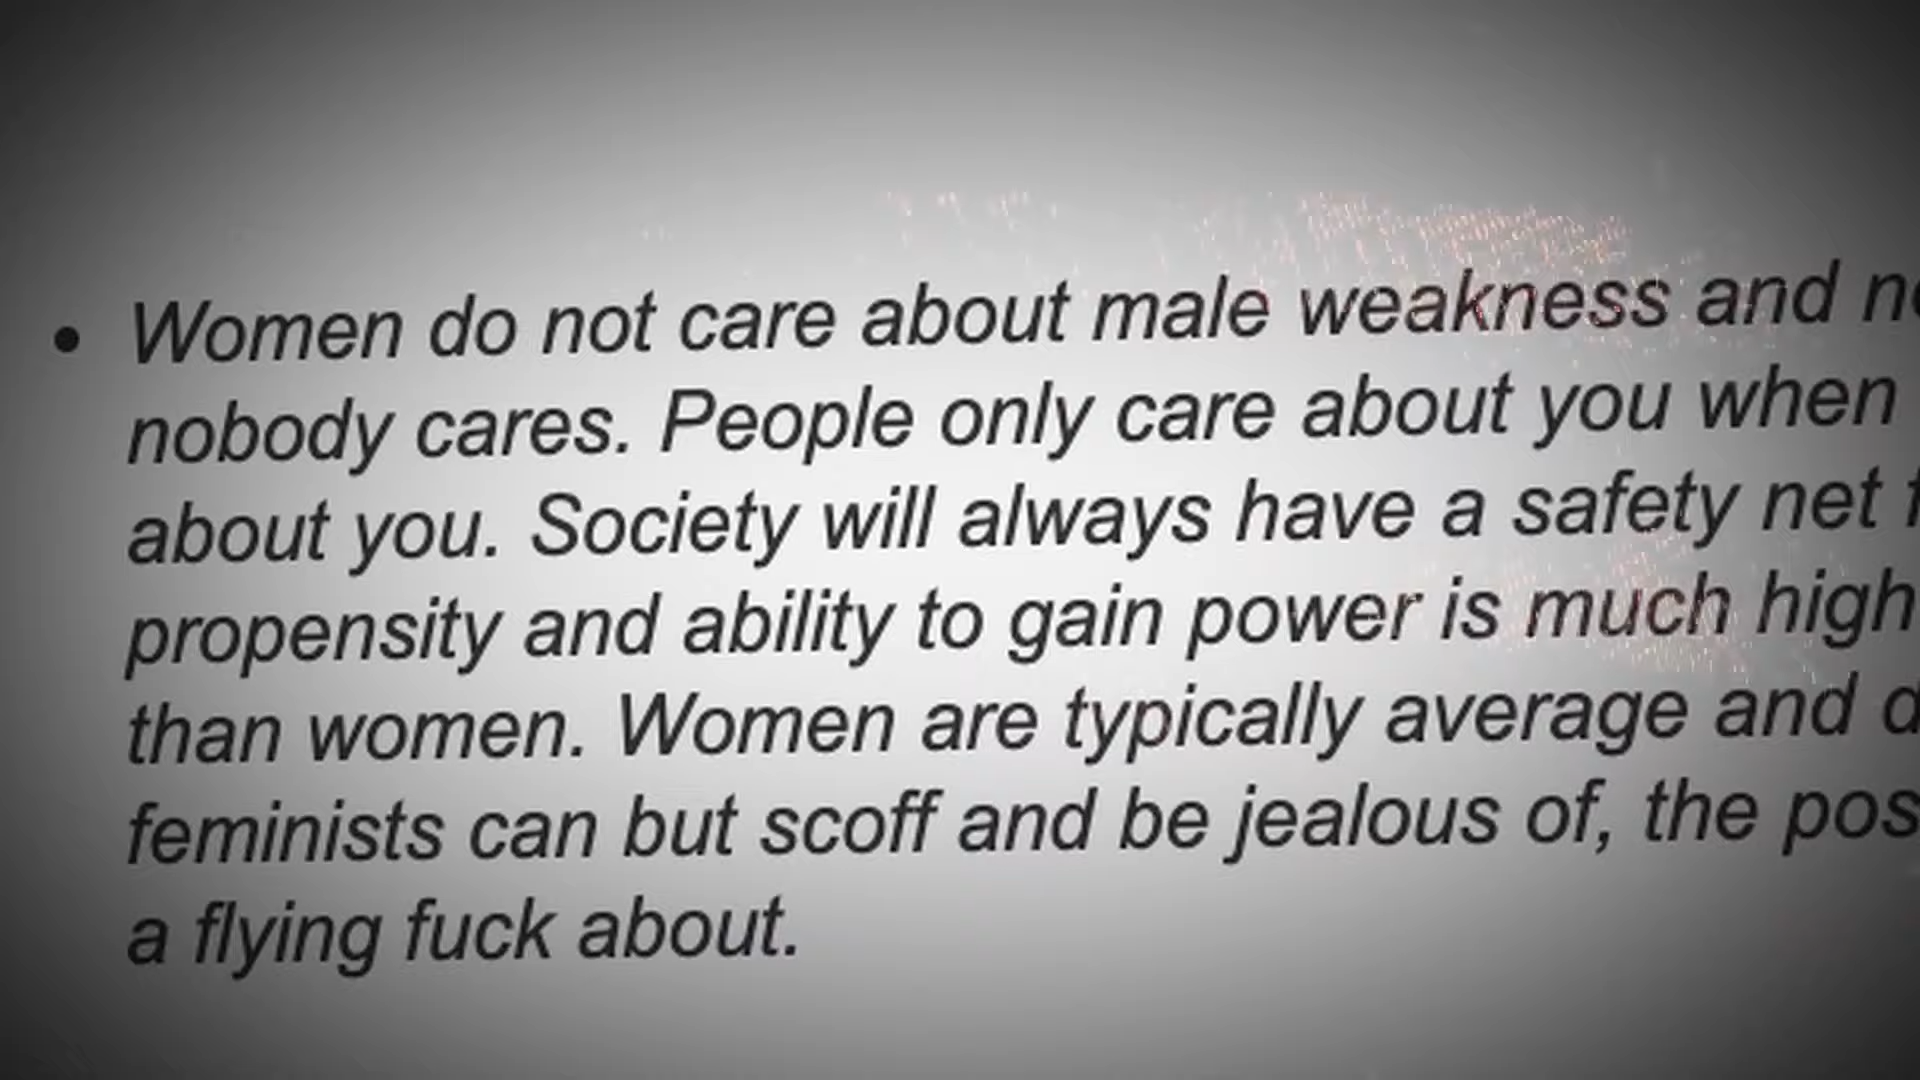 • Women do not care about male weakness and
nobody cares. People only care about you when
about you. Society will always have a safety net
propensity and ability to gain power is much high
than women. Women are typically average and
feminists can but scoff and be jealous of, the pos
a flying fuck about.